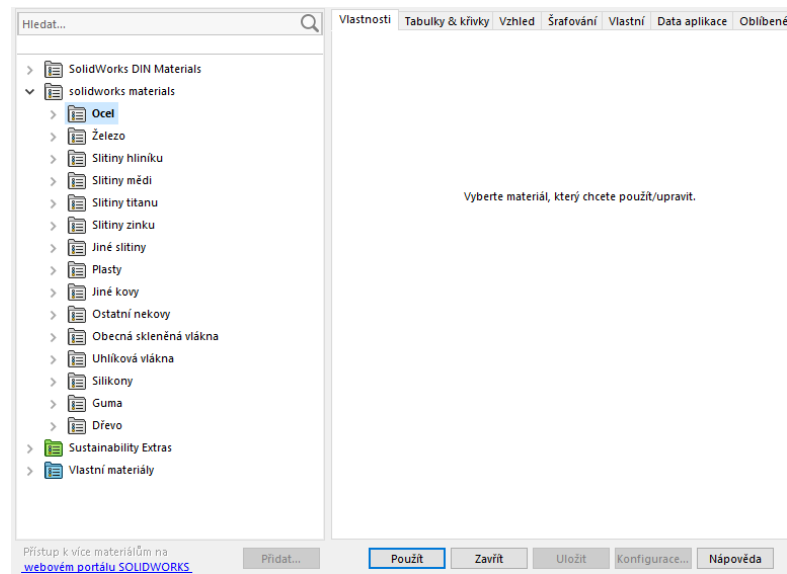 Hledat...
SolidWorks DIN Materials
solidworks materials
Ocel
Železo
Slitiny hliníku
Slitiny mědi
Slitiny titanu
Slitiny zinku
Jiné slitiny
Plasty
Jiné kovy
Ostatní nekovy
Obecná skleněná vlákna
Uhlíková vlákna
Silikony
Guma
Dřevo
Sustainability Extras
Vlastní materiály
Přístup k více materiálům na
webovém portálu SOLIDWORKS
Přidat...
Vlastnosti Tabulky & křivky Vzhled Šrafování Vlastní Data aplikace Oblíbené
Vyberte materiál, který chcete použít/upravit.
Použít Zavřít Uložit Konfigurace... Nápověda